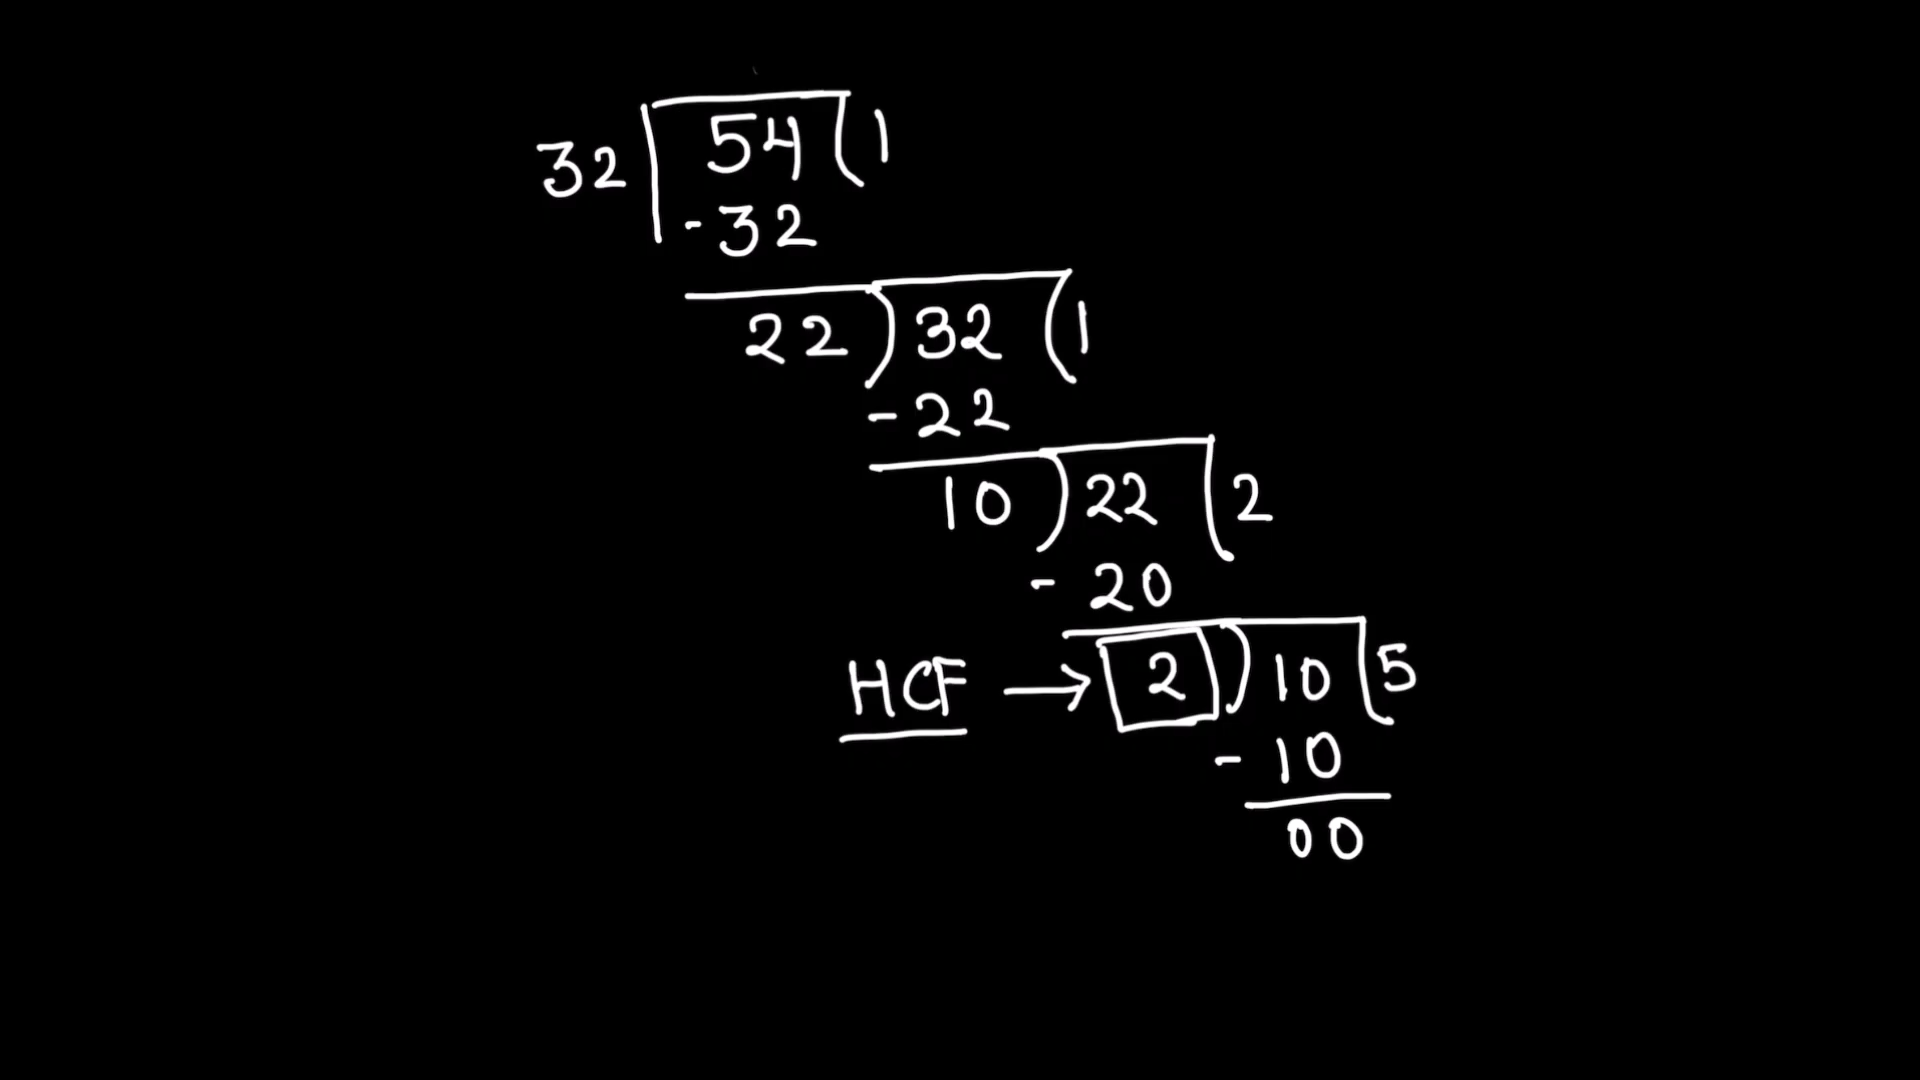 32 | 54 ( 1
- 32
22 ) 32 ( 1
- 22
10 ) 22 ( 2
- 20
HCF → 2 ) 10 ( 5
- 10
00